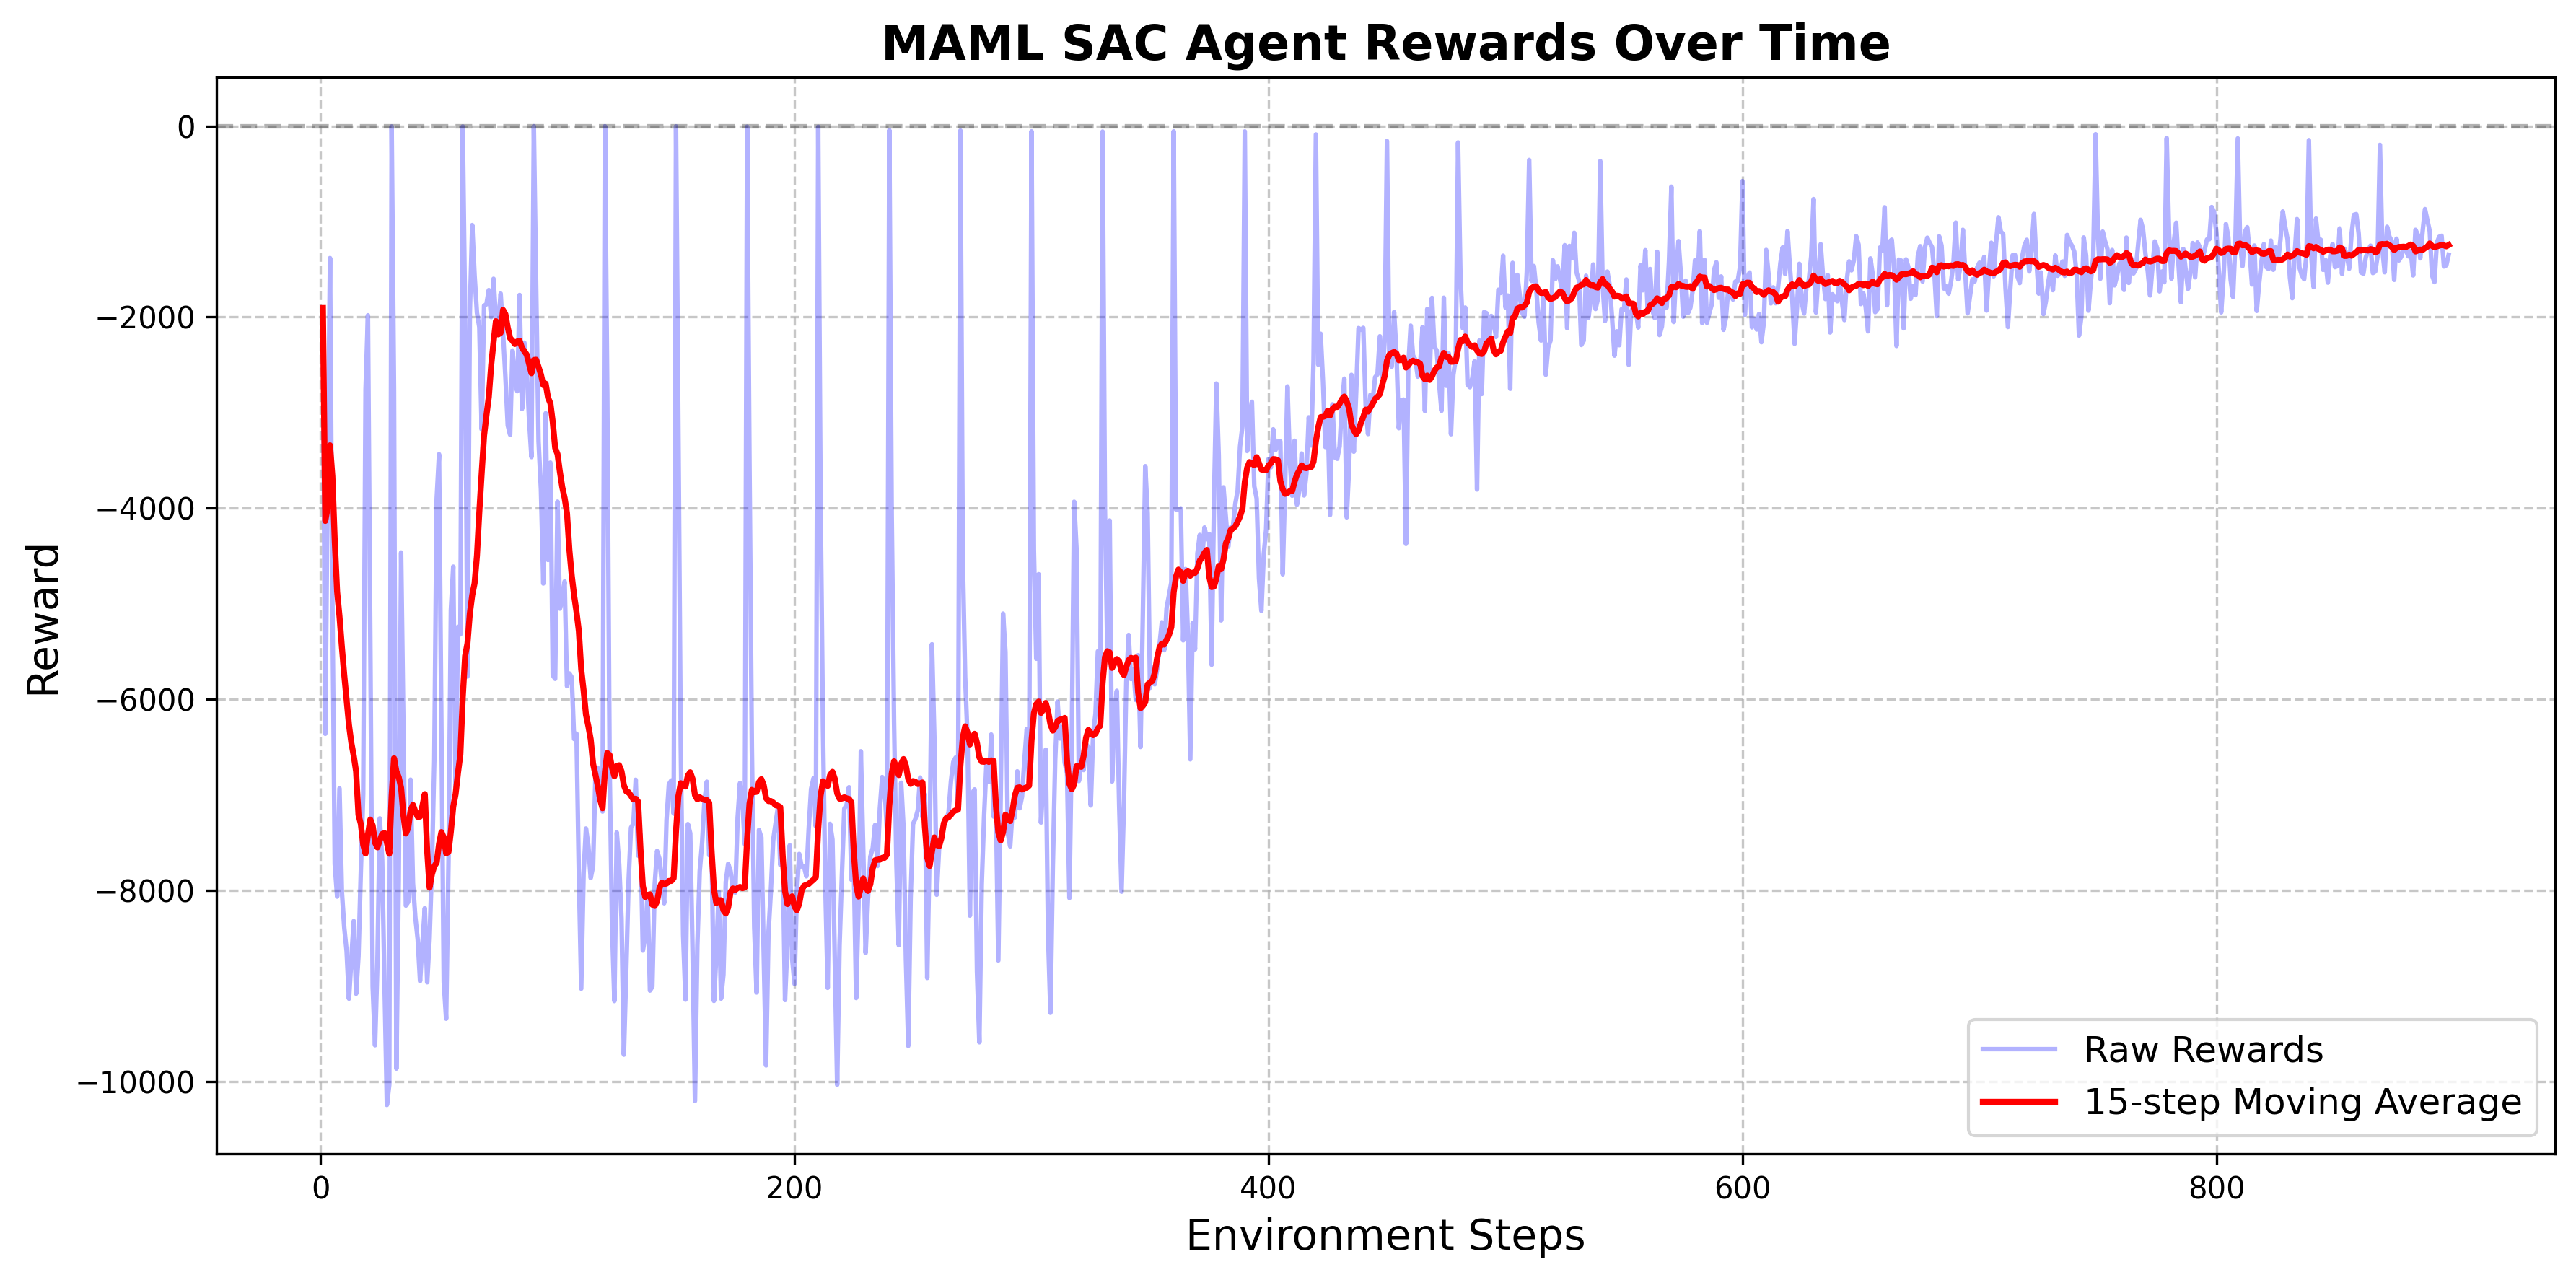 MAML SAC Agent Rewards Over Time
Reward
0
−2000
−4000
−6000
−8000
−10000
0 200 400 600 800
Environment Steps
Raw Rewards
15-step Moving Average